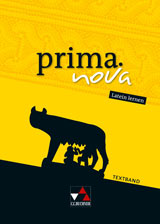 prima.
nova
Latein lernen
TEXTBAND
C.C.BUCHNER